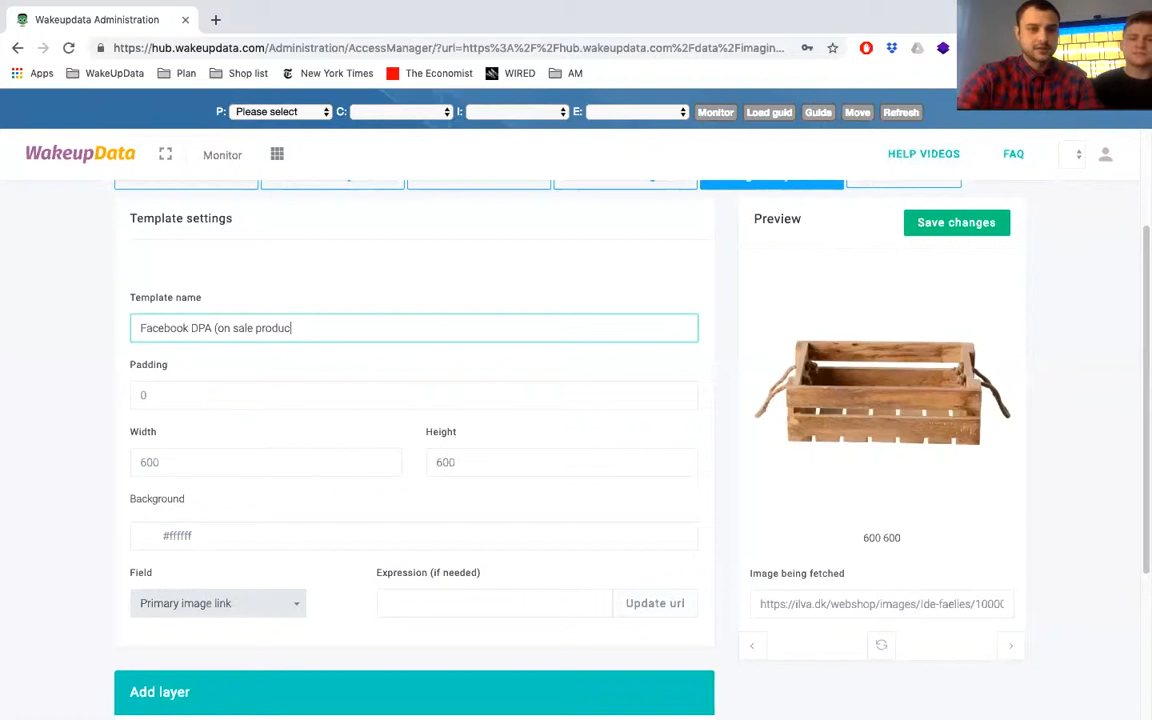 Wakeupdata Administration
https://hub.wakeupdata.com/Administration/AccessManager/?url=https%3A%2F%2Fhub.wakeupdata.com%2Fdata%2Fimagin...
Apps WakeUpData Plan Shop list New York Times The Economist WIRED AM
P: Please select C: I: E: Monitor Load guid Guids Move Refresh
WakeupData Monitor HELP VIDEOS FAQ
Template settings
Preview
Save changes
Template name
Facebook DPA (on sale produc
Padding
0
Width Height
600 600
Background
#ffffff
Field Expression (if needed)
Primary image link Update url
600 600
Image being fetched
https://ilva.dk/webshop/images/Ide-faelles/1000
Add layer